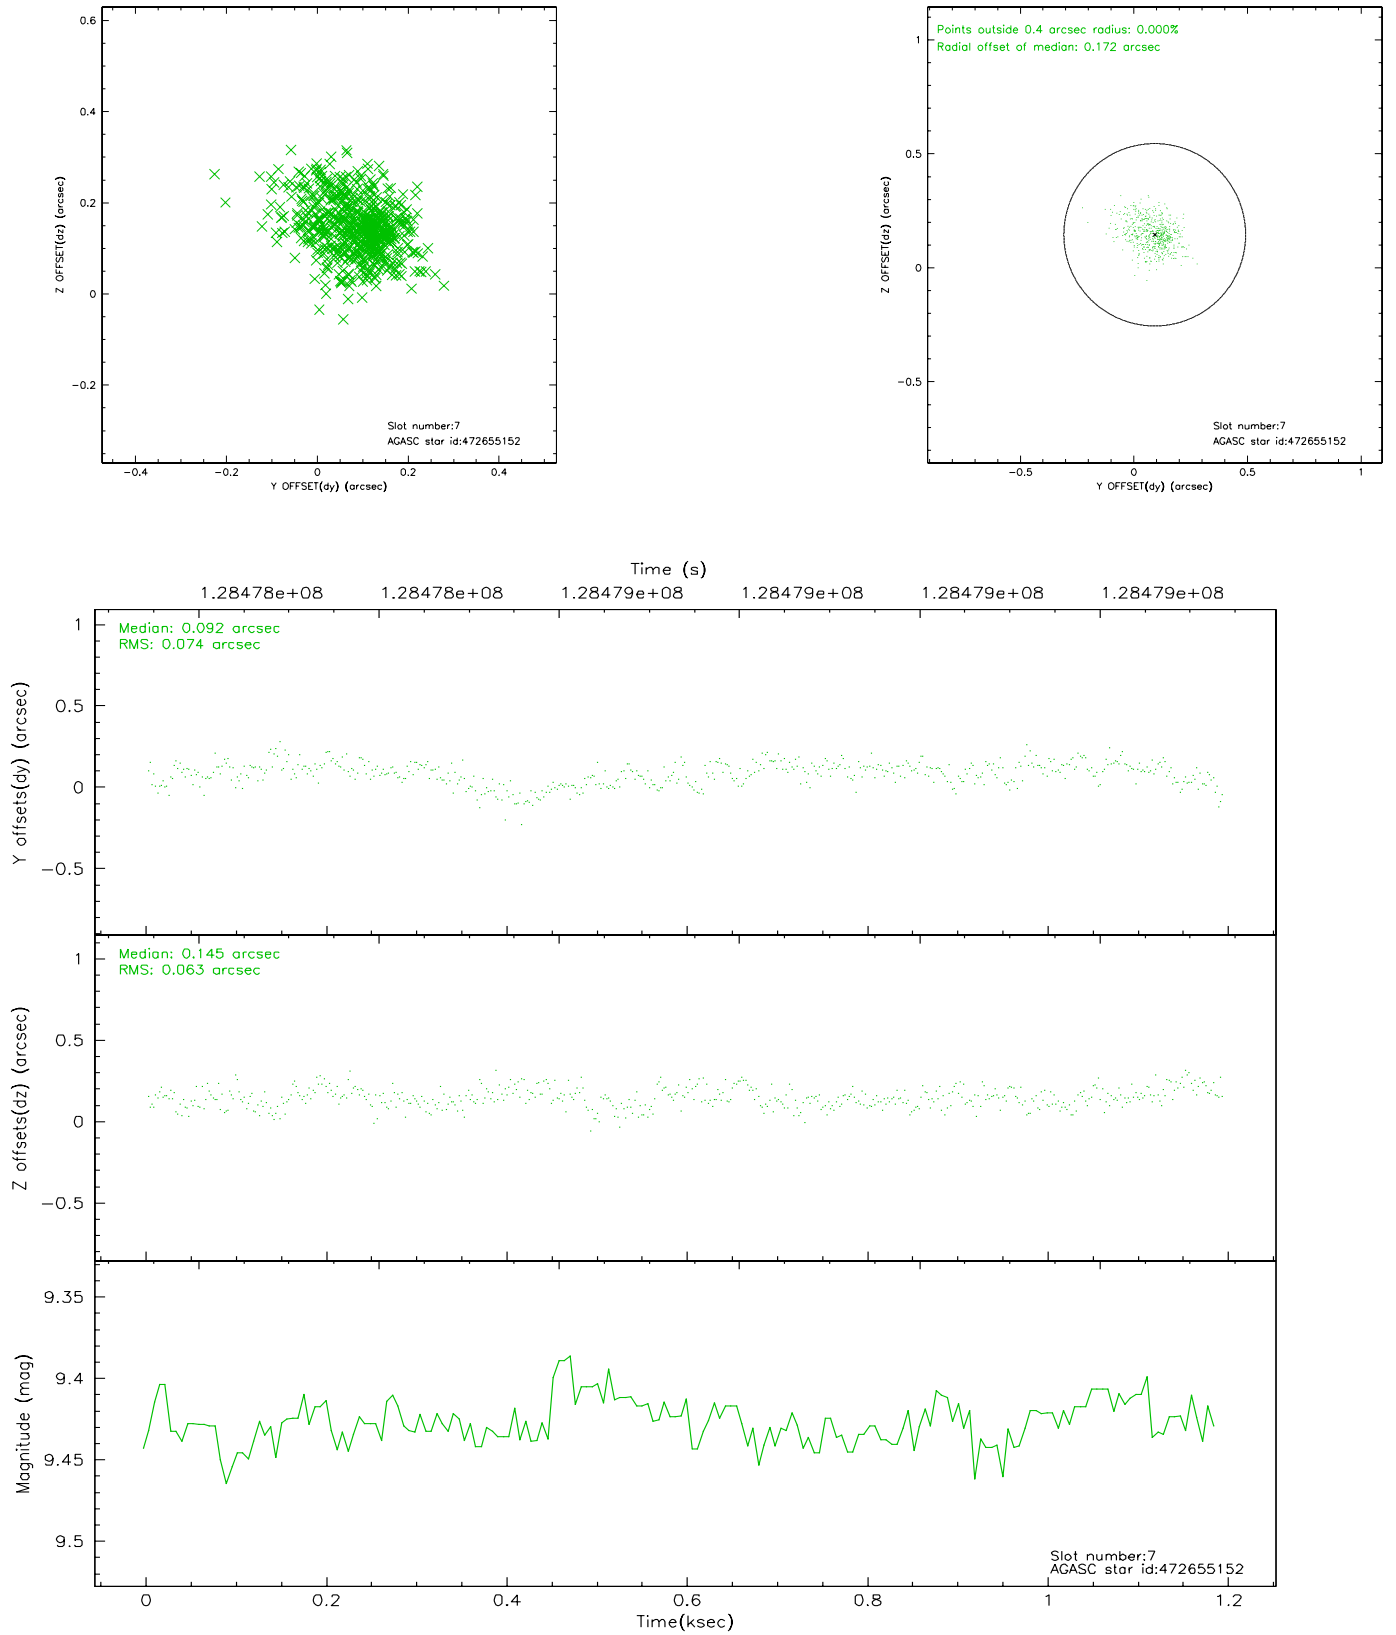 0.6
0.4
0.2
0
−0.2
Z OFFSET(dz) (arcsec)
Slot number:7
AGASC star id:472655152
−0.4 −0.2 0 0.2 0.4
Y OFFSET(dy) (arcsec)
Points outside 0.4 arcsec radius: 0.000%
Radial offset of median: 0.172 arcsec
1
0.5
0
−0.5
Z OFFSET(dz) (arcsec)
Slot number:7
AGASC star id:472655152
−0.5 0 0.5 1
Y OFFSET(dy) (arcsec)
Time (s)
1.28478e+08 1.28478e+08 1.28479e+08 1.28479e+08 1.28479e+08 1.28479e+08
Median: 0.092 arcsec
RMS: 0.074 arcsec
1
0.5
0
−0.5
Y offsets(dy) (arcsec)
Median: 0.145 arcsec
RMS: 0.063 arcsec
1
0.5
0
−0.5
Z offsets(dz) (arcsec)
9.35
9.4
9.45
9.5
Magnitude (mag)
Slot number:7
AGASC star id:472655152
0 0.2 0.4 0.6 0.8 1 1.2
Time(ksec)